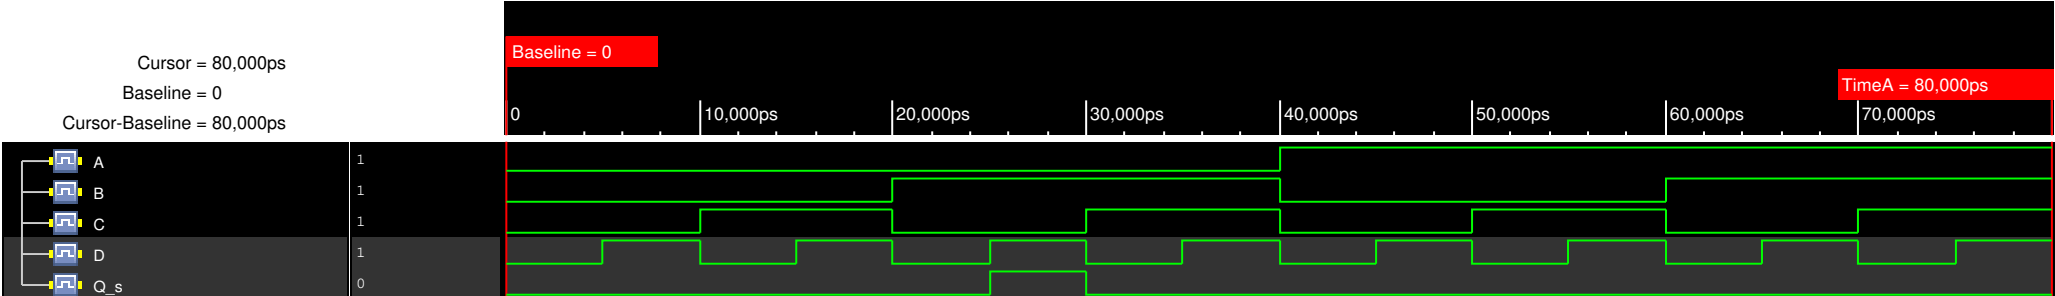 Baseline = 0
Cursor = 80,000ps
TimeA = 80,000ps
Baseline = 0
0 10,000ps 20,000ps 30,000ps 40,000ps 50,000ps 60,000ps 70,000ps
Cursor-Baseline = 80,000ps
A 1
B 1
C 1
D 1
Q_s 0